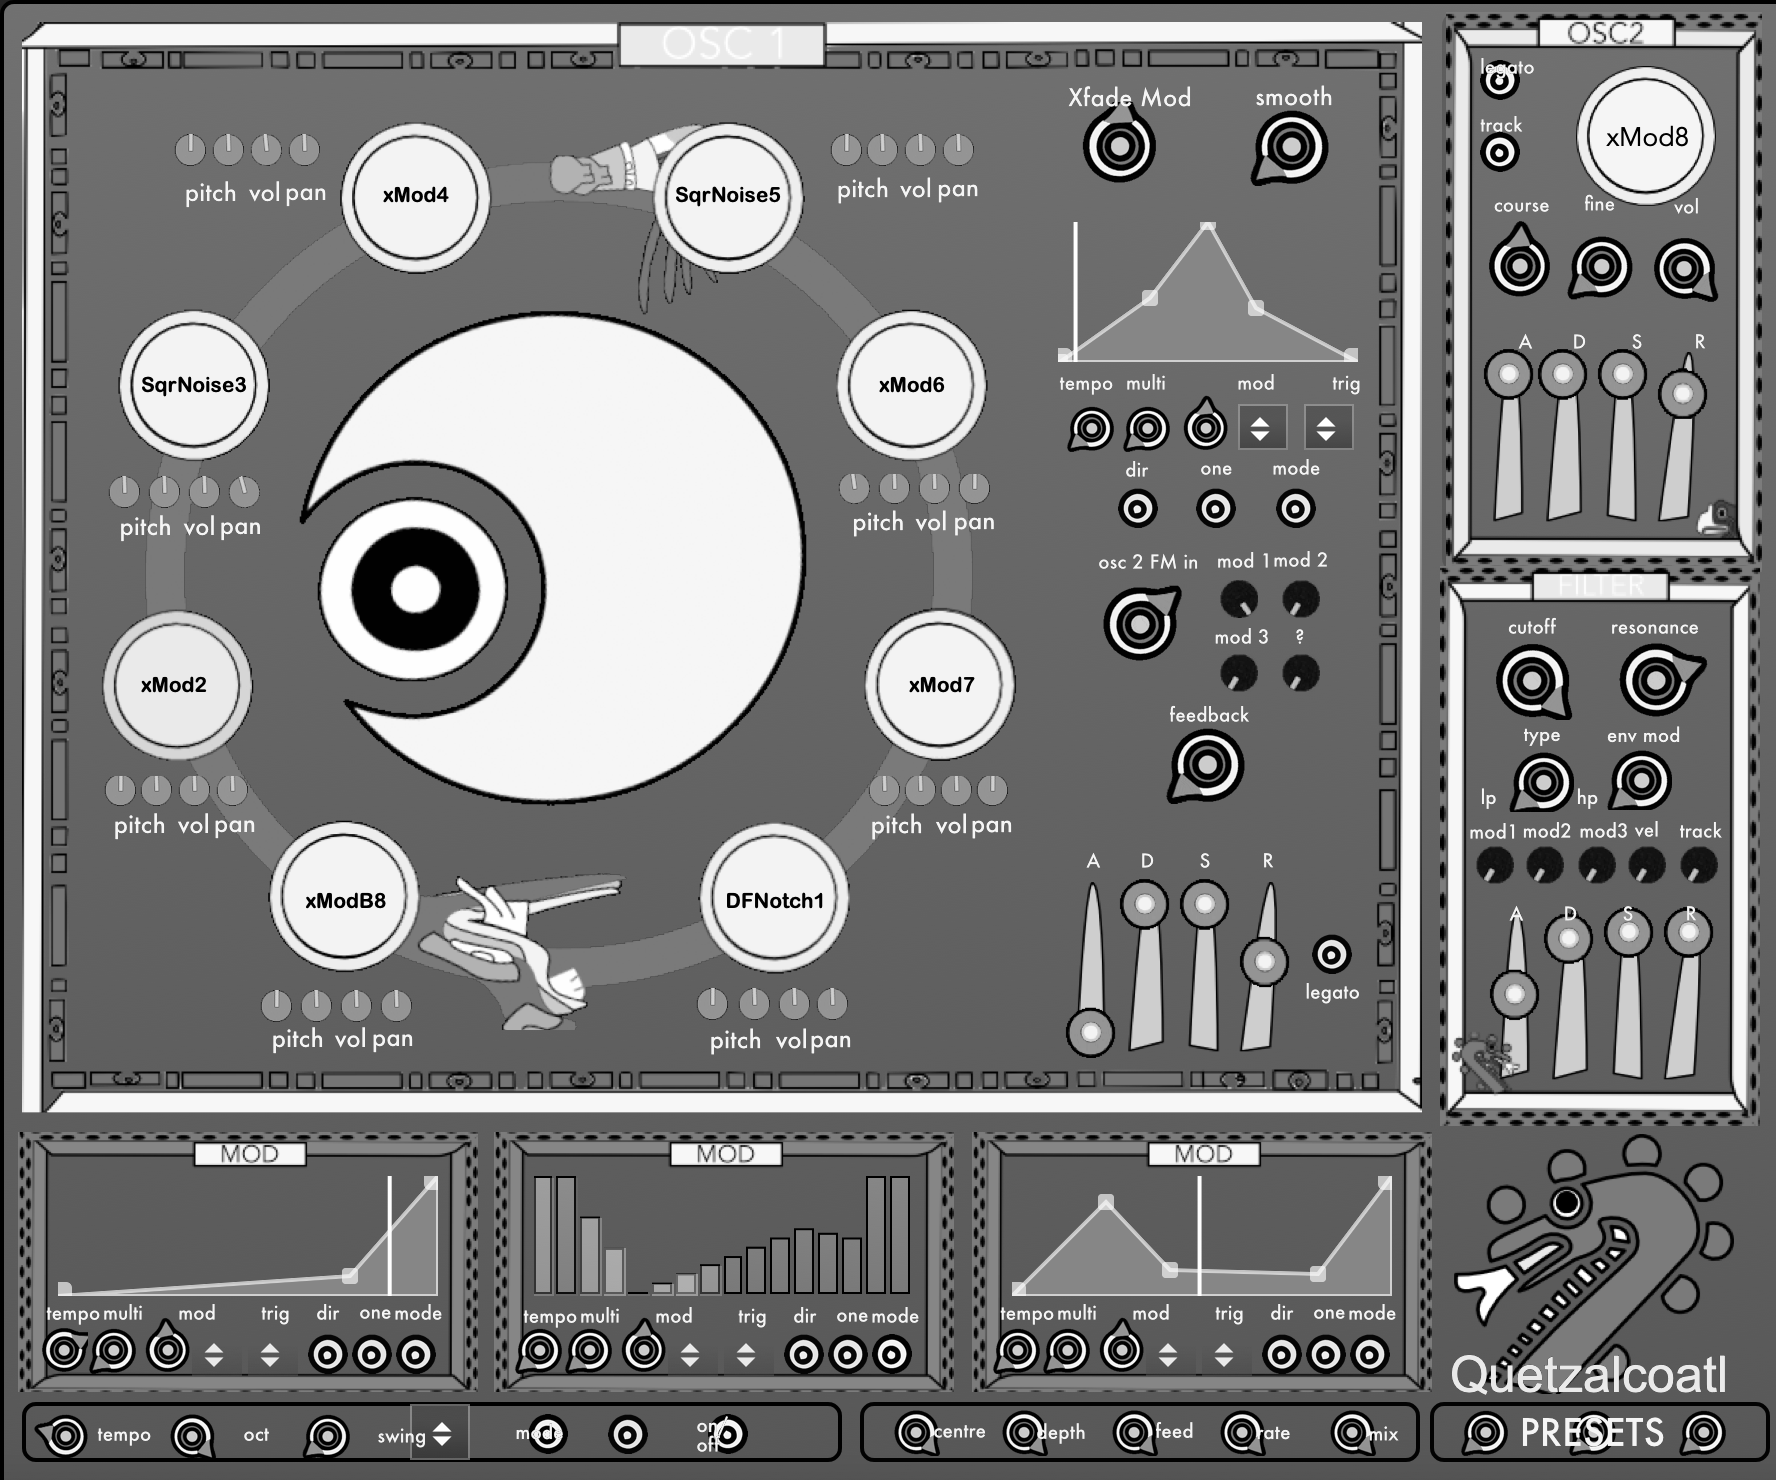 OSC 1
Xfade Mod smooth
pitch vol pan
xMod4
SqrNoise5
pitch vol pan
SqrNoise3
pitch vol pan
xMod6
pitch vol pan
xMod2
pitch vol pan
xMod7
pitch vol pan
xModB8
pitch vol pan
DFNotch1
pitch vol pan
tempo multi mod trig
dir one mode
osc 2 FM in mod 1 mod 2
mod 3 ?
feedback
A D S R
legato
OSC2
legato
track
xMod8
course fine vol
A D S R
FILTER
cutoff resonance
type env mod
lp hp
mod1 mod2 mod3 vel track
A D S R
MOD
tempo multi mod trig dir one mode
MOD
tempo multi mod trig dir one mode
MOD
tempo multi mod trig dir one mode
Quetzalcoatl
tempo oct swing mode on/
off
centre depth feed rate mix
PRESETS